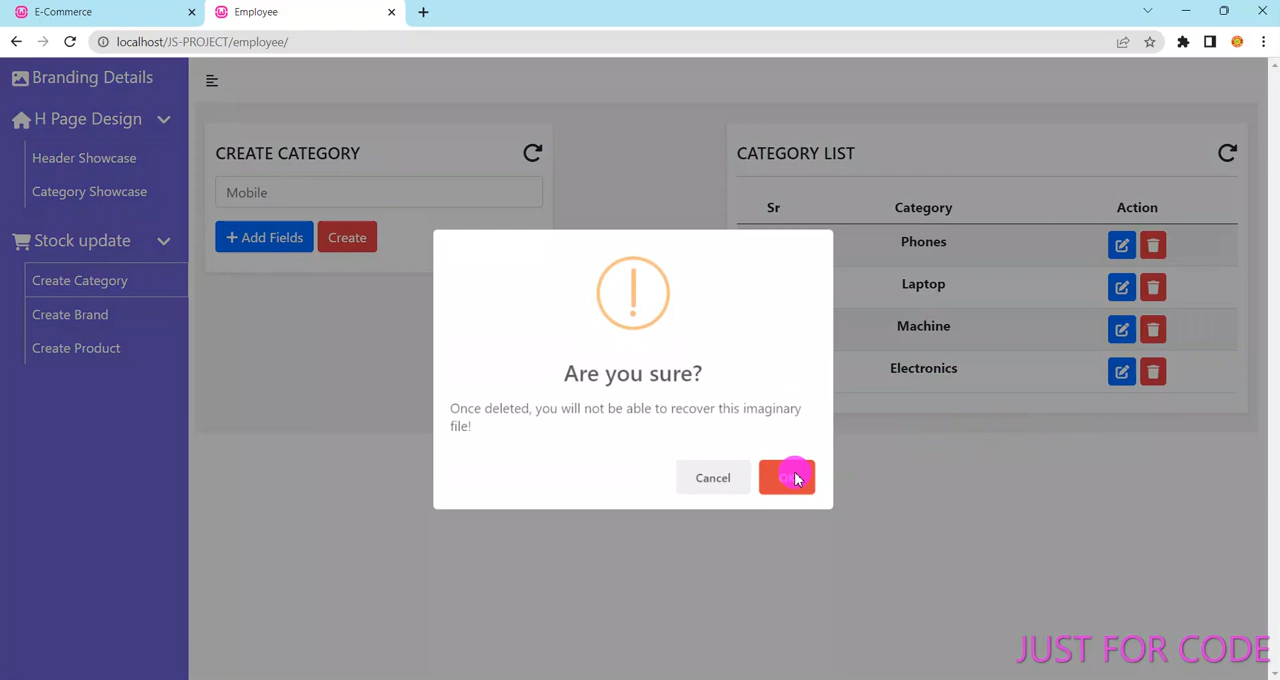 E-Commerce
Employee
localhost/JS-PROJECT/employee/
Branding Details
H Page Design
Header Showcase
Category Showcase
Stock update
Create Category
Create Brand
Create Product
CREATE CATEGORY
Mobile
+ Add Fields Create
CATEGORY LIST
Sr Category Action
Phones
Laptop
Machine
Electronics
Are you sure?
Once deleted, you will not be able to recover this imaginary
file!
Cancel
JUST FOR CODE